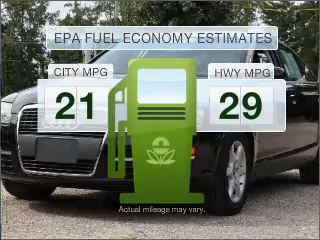 EPA FUEL ECONOMY ESTIMATES
CITY MPG
HWY MPG
21
29
Actual mileage may vary.